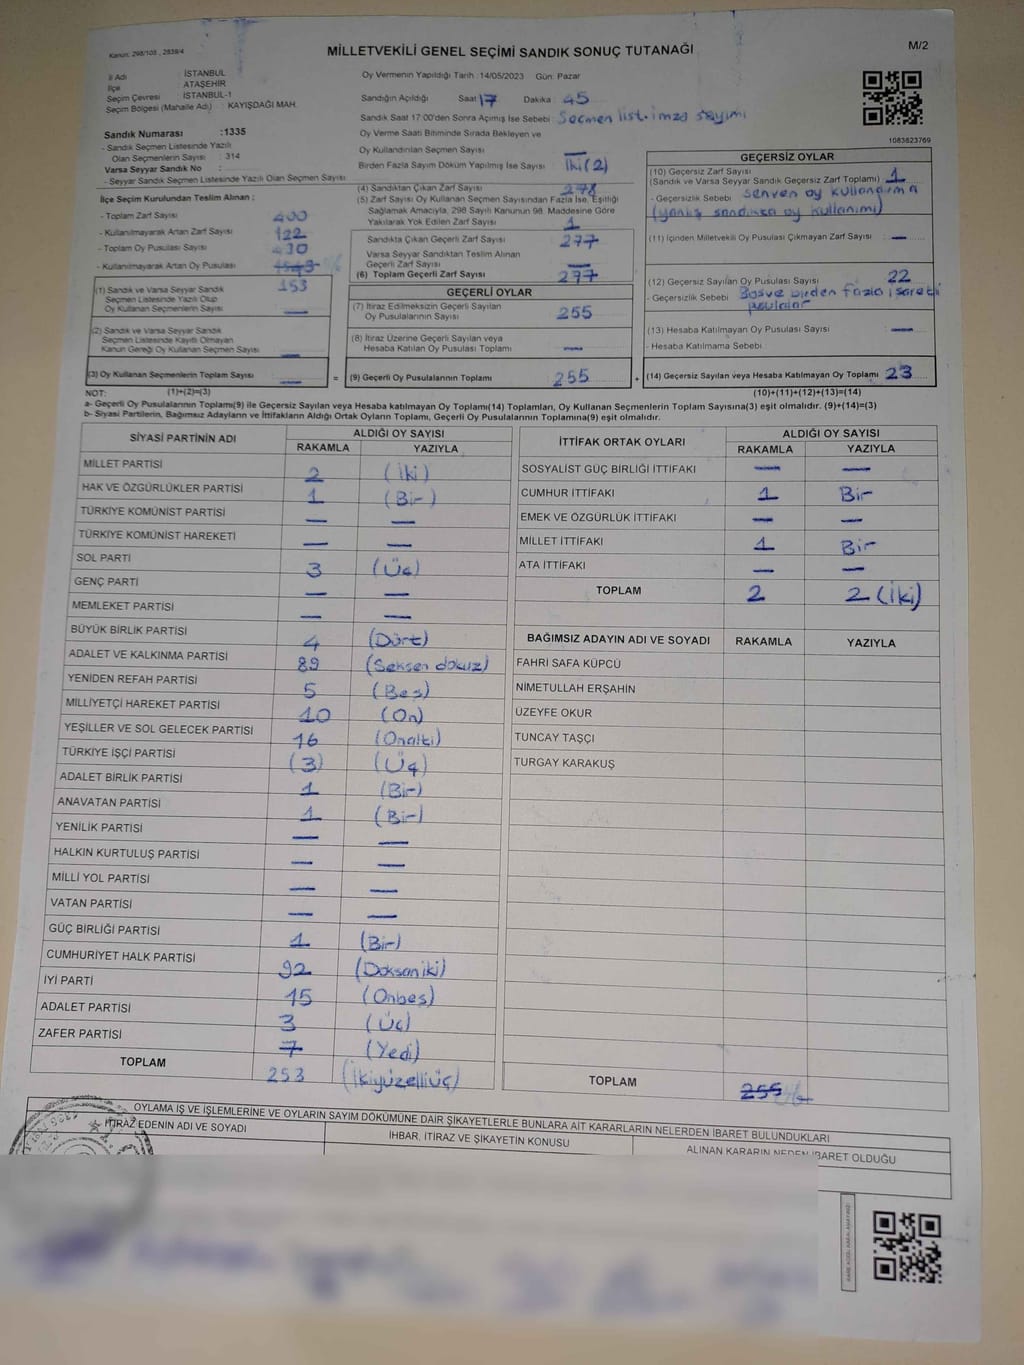 Kanun: 298/105 , 2839/4
MİLLETVEKİLİ GENEL SEÇİMİ SANDIK SONUÇ TUTANAĞI
M/2
İl Adı : İSTANBUL
İlçe : ATAŞEHİR
Seçim Çevresi : İSTANBUL-1
Seçim Bölgesi (Mahalle Adı) : KAYIŞDAĞI MAH.
Sandık Numarası :1335
- Sandık Seçmen Listesinde Yazılı
Olan Seçmenlerin Sayısı : 314
Varsa Seyyar Sandık No :
- Seyyar Sandık Seçmen Listesinde Yazılı Olan Seçmen Sayısı :
Oy Vermenin Yapıldığı Tarih :14/05/2023 Gün: Pazar
Sandığın Açıldığı Saat 17 Dakika : 45
Sandık Saat 17:00'den Sonra Açımış İse Sebebi : Seçmen list. imza sayımı
Oy Verme Saati Bitiminde Sırada Bekleyen ve
Oy Kullandırılan Seçmen Sayısı : —
Birden Fazla Sayım Döküm Yapılmış İse Sayısı : İki (2)
1083623769
İlçe Seçim Kurulundan Teslim Alınan :
- Toplam Zarf Sayısı : 400
- Kullanılmayarak Artan Zarf Sayısı : 122
- Toplam Oy Pusulası Sayısı : 430
- Kullanılmayarak Artan Oy Pusulası
153
(1) Sandık ve Varsa Seyyar Sandık
Seçmen Listesinde Yazılı Olup
Oy Kullanan Seçmenlerin Sayısı : —
(2) Sandık ve Varsa Seyyar Sandık
Seçmen Listesinde Kayıtlı Olmayan
Kanun Gereği Oy Kullanan Seçmen Sayısı : —
(3) Oy Kullanan Seçmenlerin Toplam Sayısı : —
(4) Sandıktan Çıkan Zarf Sayısı : 278
(5) Zarf Sayısı Oy Kullanan Seçmen Sayısından Fazla İse, Eşitliği
Sağlamak Amacıyla, 298 Sayılı Kanunun 98. Maddesine Göre
Yakılarak Yok Edilen Zarf Sayısı : 1
Sandıkta Çıkan Geçerli Zarf Sayısı : 277
Varsa Seyyar Sandıktan Teslim Alınan
Geçerli Zarf Sayısı : —
(6) Toplam Geçerli Zarf Sayısı : 277
GEÇERLİ OYLAR
(7) İtiraz Edilmeksizin Geçerli Sayılan
Oy Pusulalarının Sayısı : 255
(8) İtiraz Üzerine Geçerli Sayılan veya
Hesaba Katılan Oy Pusulası Toplamı : —
= (9) Geçerli Oy Pusulalarının Toplamı : 255
GEÇERSİZ OYLAR
(10) Geçersiz Zarf Sayısı : 1
(Sandık ve Varsa Seyyar Sandık Geçersiz Zarf Toplamı)
- Geçersizlik Sebebi :
oy kullanma
(yanlış sandıkta oy kullanımı)
(11) İçinden Milletvekili Oy Pusulası Çıkmayan Zarf Sayısı : —
(12) Geçersiz Sayılan Oy Pusulası Sayısı : 22
- Geçersizlik Sebebi : Boş ve birden fazla işaretli
pusulalar
(13) Hesaba Katılmayan Oy Pusulası Sayısı : —
- Hesaba Katılmama Sebebi :
+ (14) Geçersiz Sayılan veya Hesaba Katılmayan Oy Toplamı : 23
NOT: (1)+(2)=(3) (10)+(11)+(12)+(13)=(14)
a- Geçerli Oy Pusulalarının Toplamı(9) ile Geçersiz Sayılan veya Hesaba katılmayan Oy Toplamı(14) Toplamları, Oy Kullanan Seçmenlerin Toplam Sayısına(3) eşit olmalıdır. (9)+(14)=(3)
b- Siyasi Partilerin, Bağımsız Adayların ve İttifakların Aldığı Ortak Oyların Toplamı, Geçerli Oy Pusulalarının Toplamına(9) eşit olmalıdır.
SİYASİ PARTİNİN ADI ALDIĞI OY SAYISI
RAKAMLA YAZIYLA
MİLLET PARTİSİ 2 (İki)
HAK VE ÖZGÜRLÜKLER PARTİSİ 1 (Bir)
TÜRKİYE KOMÜNİST PARTİSİ — —
TÜRKİYE KOMÜNİST HAREKETİ — —
SOL PARTİ 3 (Üç)
GENÇ PARTİ — —
MEMLEKET PARTİSİ — —
BÜYÜK BİRLİK PARTİSİ 4 (Dört)
ADALET VE KALKINMA PARTİSİ 89 (Seksen dokuz)
YENİDEN REFAH PARTİSİ 5 (Beş)
MİLLİYETÇİ HAREKET PARTİSİ 10 (On)
YEŞİLLER VE SOL GELECEK PARTİSİ 16 (Onaltı)
TÜRKİYE İŞÇİ PARTİSİ (3) (Üç)
ADALET BİRLİK PARTİSİ 1 (Bir)
ANAVATAN PARTİSİ 1 (Bir)
YENİLİK PARTİSİ — —
HALKIN KURTULUŞ PARTİSİ — —
MİLLİ YOL PARTİSİ — —
VATAN PARTİSİ — —
GÜÇ BİRLİĞİ PARTİSİ 1 (Bir)
CUMHURİYET HALK PARTİSİ 92 (Doksaniki)
İYİ PARTİ 15 (Onbeş)
ADALET PARTİSİ 3 (Üç)
ZAFER PARTİSİ 7 (Yedi)
TOPLAM 253 (İkiyüzelliüç)
İTTİFAK ORTAK OYLARI ALDIĞI OY SAYISI
RAKAMLA YAZIYLA
SOSYALİST GÜÇ BİRLİĞİ İTTİFAKI — —
CUMHUR İTTİFAKI 1 Bir
EMEK VE ÖZGÜRLÜK İTTİFAKI — —
MİLLET İTTİFAKI 1 Bir
ATA İTTİFAKI — —
TOPLAM 2 2 (İki)
BAĞIMSIZ ADAYIN ADI VE SOYADI RAKAMLA YAZIYLA
FAHRİ SAFA KÜPCÜ
NİMETULLAH ERŞAHİN
ÜZEYFE OKUR
TUNCAY TAŞÇI
TURGAY KARAKUŞ
TOPLAM 255
OYLAMA İŞ VE İŞLEMLERİNE VE OYLARIN SAYIM DÖKÜMÜNE DAİR ŞİKAYETLERLE BUNLARA AİT KARARLARIN NELERDEN İBARET BULUNDUKLARI
İTİRAZ EDENİN ADI VE SOYADI
İHBAR, İTİRAZ VE ŞİKAYETİN KONUSU
ALINAN KARARIN NEDEN İBARET OLDUĞU